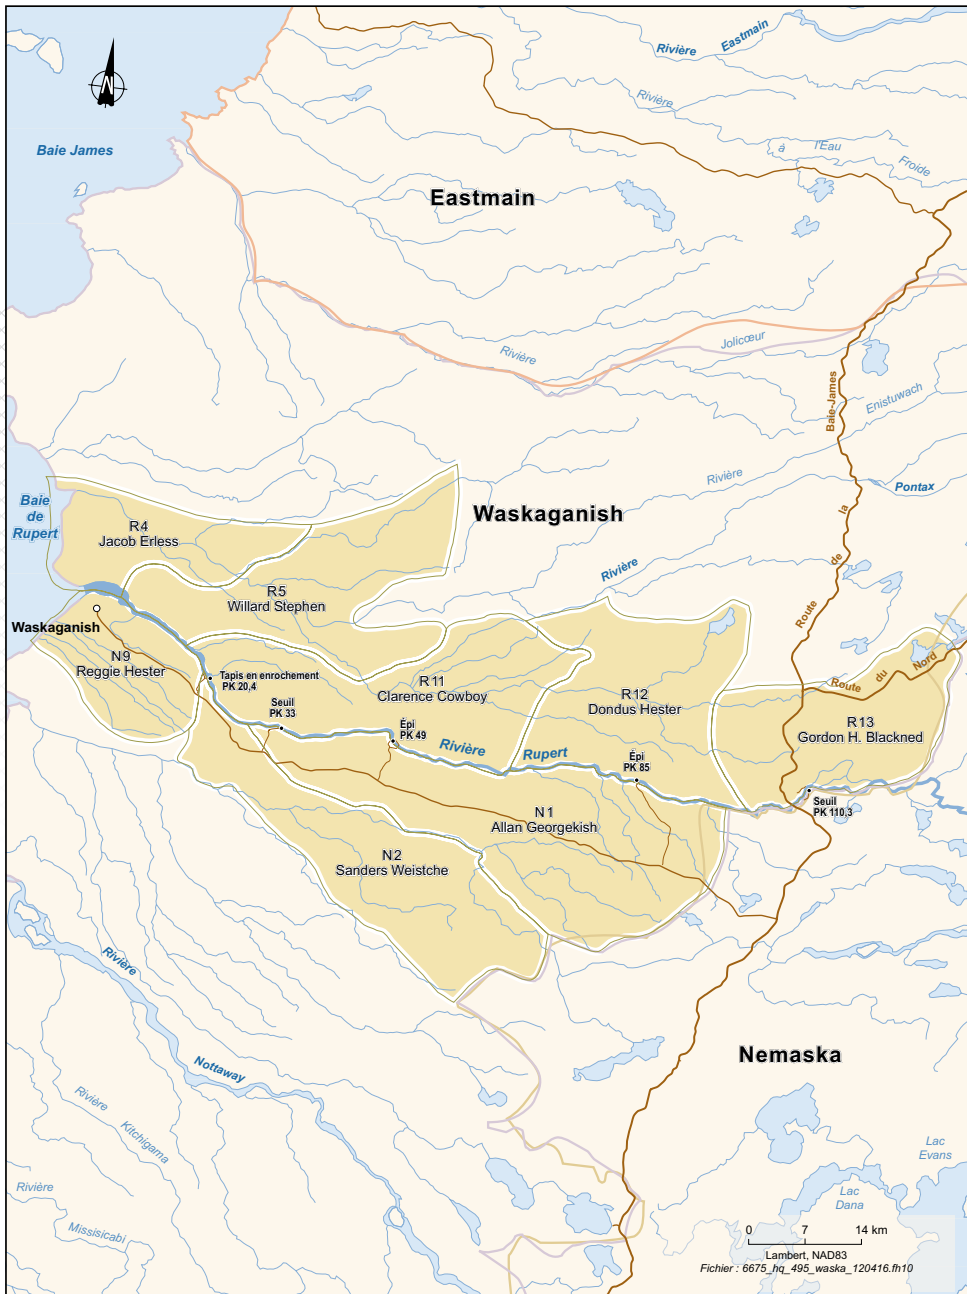 Rivière
Eastmain
N
Rivière
Baie James
à
l'Eau
Froide
Eastmain
Rivière
Jolicœur
Baie-James
Enistuwach
Rivière
Pontax
Baie
de
Rupert
Waskaganish
R4
Jacob Erless
la
de
Rivière
R5
Willard Stephen
Route
Waskaganish
N9
Reggie Hester
Tapis en enrochement
PK 20,4
R11
Clarence Cowboy
R12
Dondus Hester
Route
du
Nord
Seuil
PK 33
Épi
PK 49
Rivière
Rupert
R13
Gordon H. Blackned
Épi
PK 85
Seuil
PK 110,3
N1
Allan Georgekish
N2
Sanders Weistche
Rivière
Nottaway
Nemaska
Rivière
Kitchigama
Lac
Evans
Rivière
Missisicabi
Lac
Dana
0 7 14 km
Lambert, NAD83
Fichier : 6675_hq_495_waska_120416.fh10